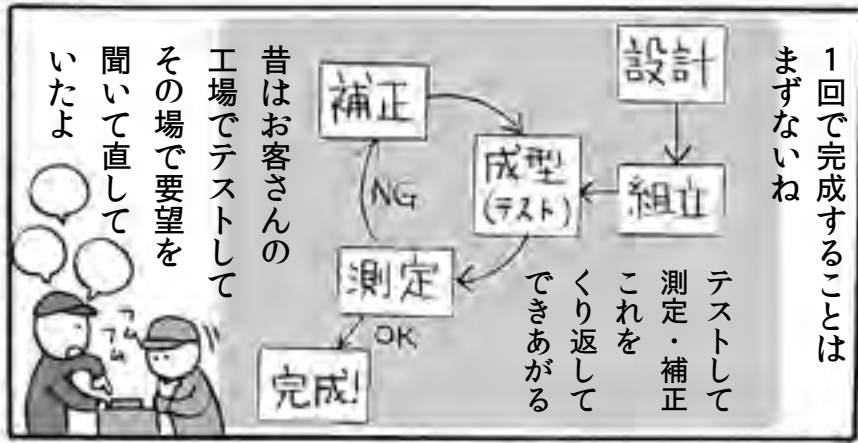 1回で完成することは
まずないね
設計
組立
成型
(テスト)
測定
NG
補正
OK
完成!
テストして
測定・補正
これを
くり返して
できあがる
昔はお客さんの
工場でテストして
その場で要望を
聞いて直して
いたよ
フム
フム